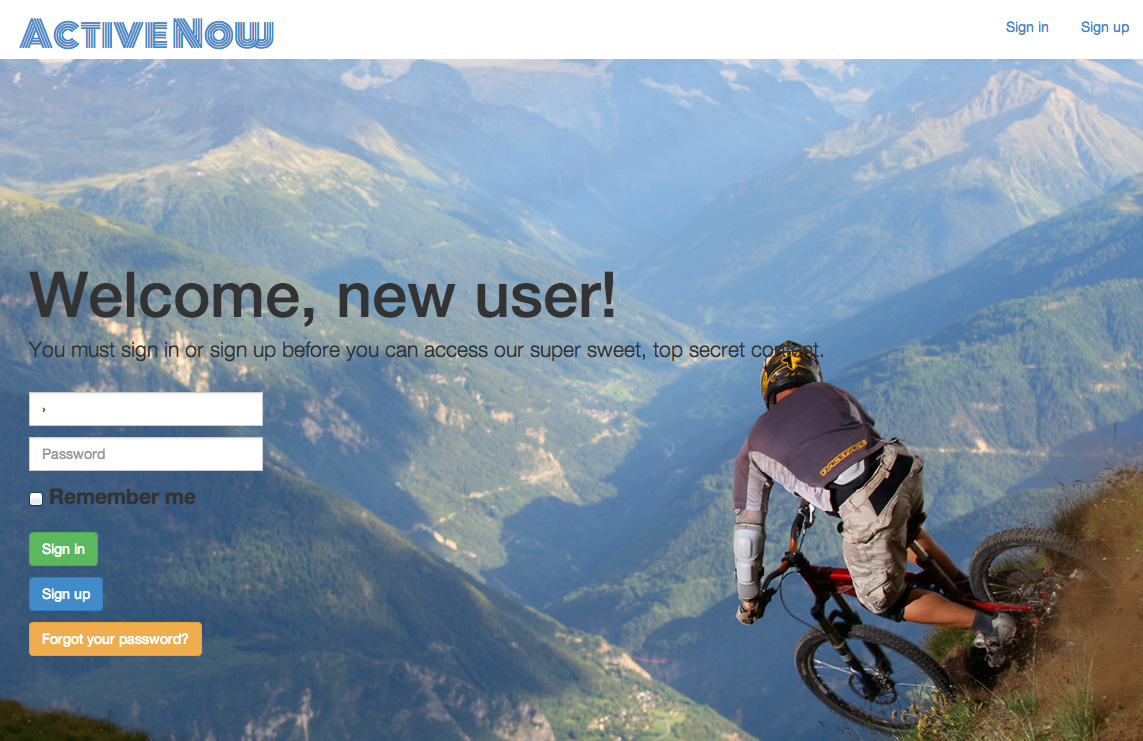 ACTIVENOW
Sign in
Sign up
Welcome, new user!
You must sign in or sign up before you can access our super sweet, top secret content.
›
Password
Remember me
Sign in
Sign up
Forgot your password?
RACEFACE